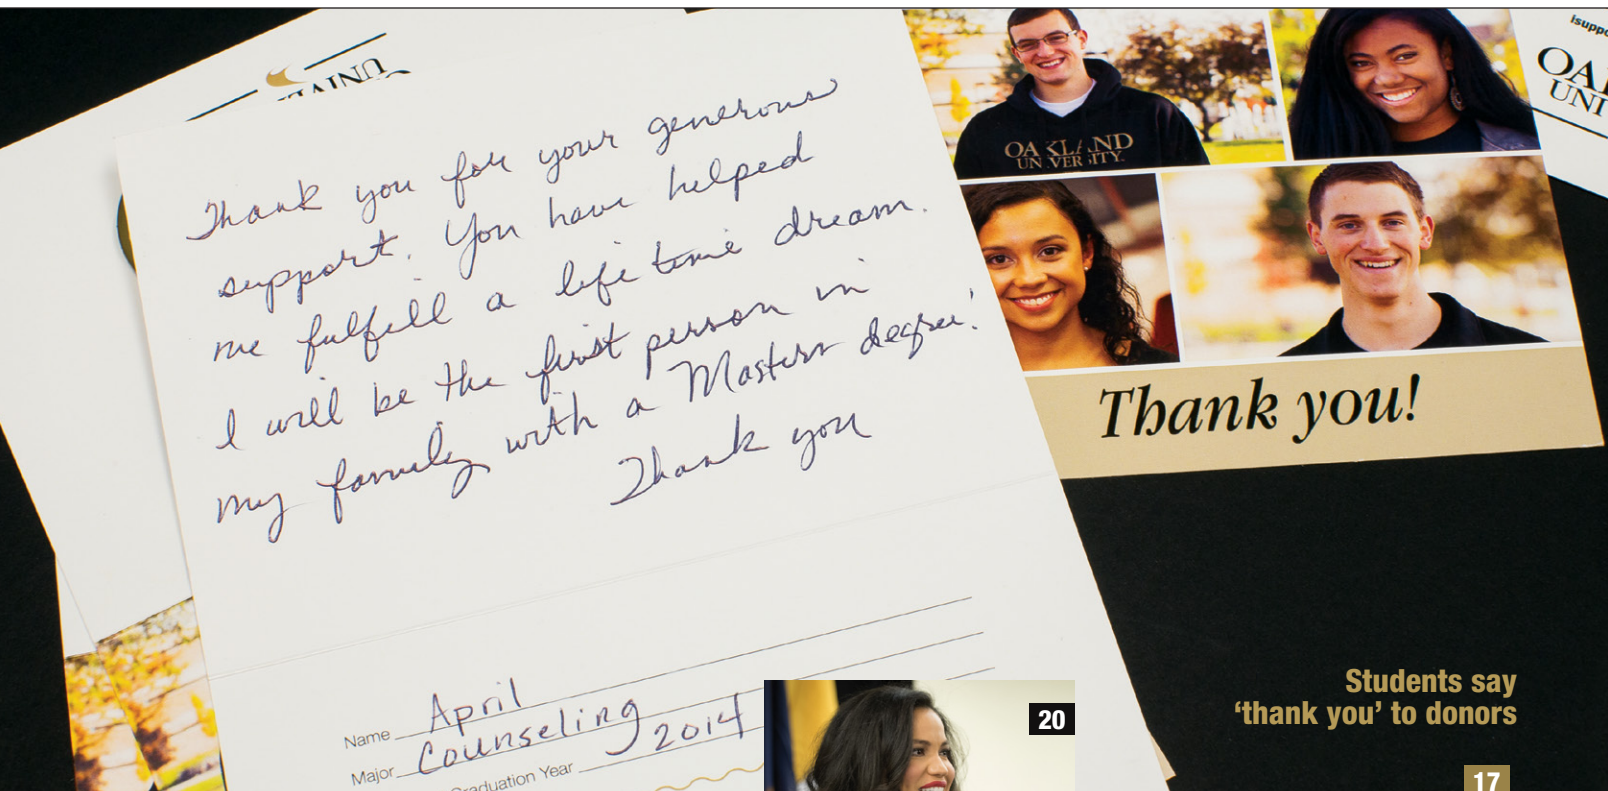 Thank you for your generous
support. You have helped
me fulfill a life time dream.
I will be the first person in
my family with a Masters degree!
Thank you
Name April
Major Counseling
Graduation Year 2014
OAKLAND
UNIVERSITY.
Thank you!
20
Students say
‘thank you’ to donors
17